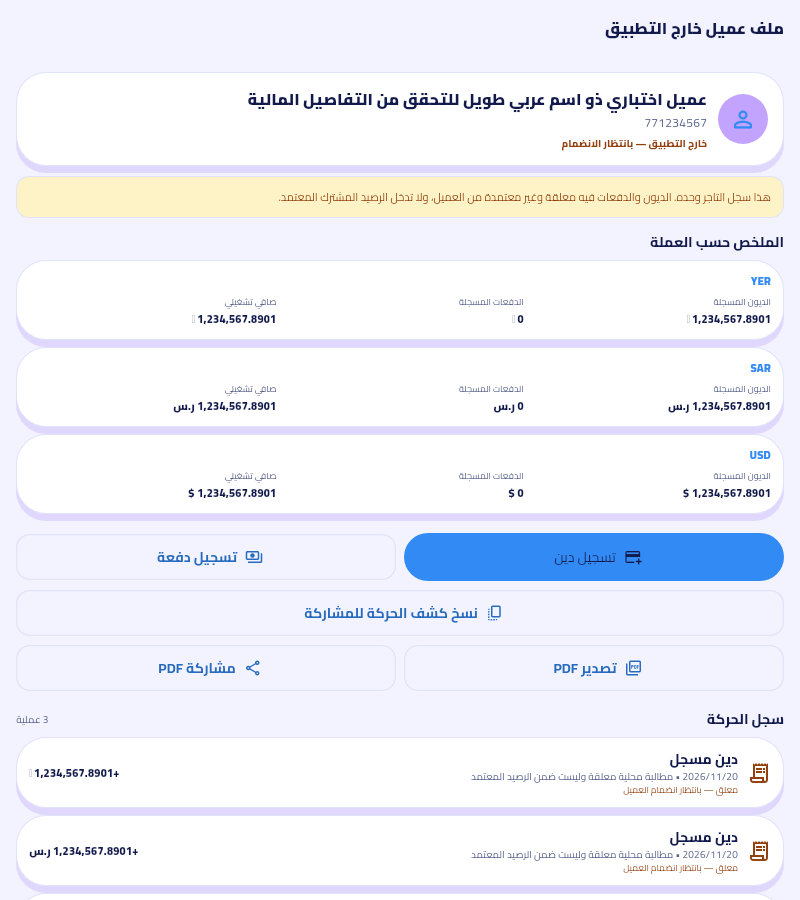 ملف عميل خارج التطبيق
عميل اختباري ذو اسم عربي طويل للتحقق من التفاصيل المالية
771234567
خارج التطبيق — بانتظار الانضمام
هذا سجل التاجر وحده. الديون والدفعات فيه معلقة وغير معتمدة من العميل، ولا تدخل الرصيد المشترك المعتمد.
الملخص حسب العملة
YER
الديون المسجلة الدفعات المسجلة صافي تشغيلي
1,234,567.8901 0 1,234,567.8901
SAR
الديون المسجلة الدفعات المسجلة صافي تشغيلي
1,234,567.8901 ر.س 0 ر.س 1,234,567.8901 ر.س
USD
الديون المسجلة الدفعات المسجلة صافي تشغيلي
1,234,567.8901 $ 0 $ 1,234,567.8901 $
تسجيل دين تسجيل دفعة
نسخ كشف الحركة للمشاركة
تصدير PDF مشاركة PDF
سجل الحركة 3 عملية
دين مسجل
+1,234,567.8901
2026/11/20 • مطالبة محلية معلقة وليست ضمن الرصيد المعتمد
معلق — بانتظار انضمام العميل
دين مسجل
+1,234,567.8901 ر.س
2026/11/20 • مطالبة محلية معلقة وليست ضمن الرصيد المعتمد
معلق — بانتظار انضمام العميل